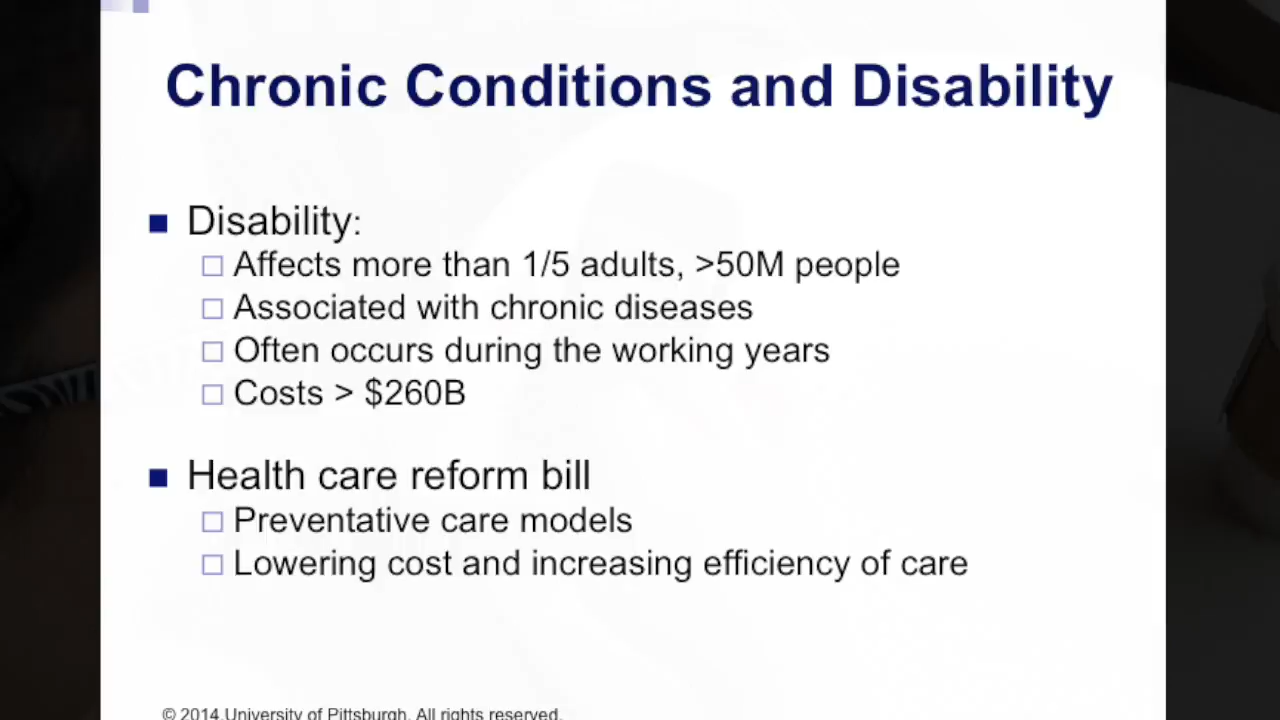 Chronic Conditions and Disability
Disability:
Affects more than 1/5 adults, >50M people
Associated with chronic diseases
Often occurs during the working years
Costs > $260B
Health care reform bill
Preventative care models
Lowering cost and increasing efficiency of care
© 2014,University of Pittsburgh. All rights reserved.